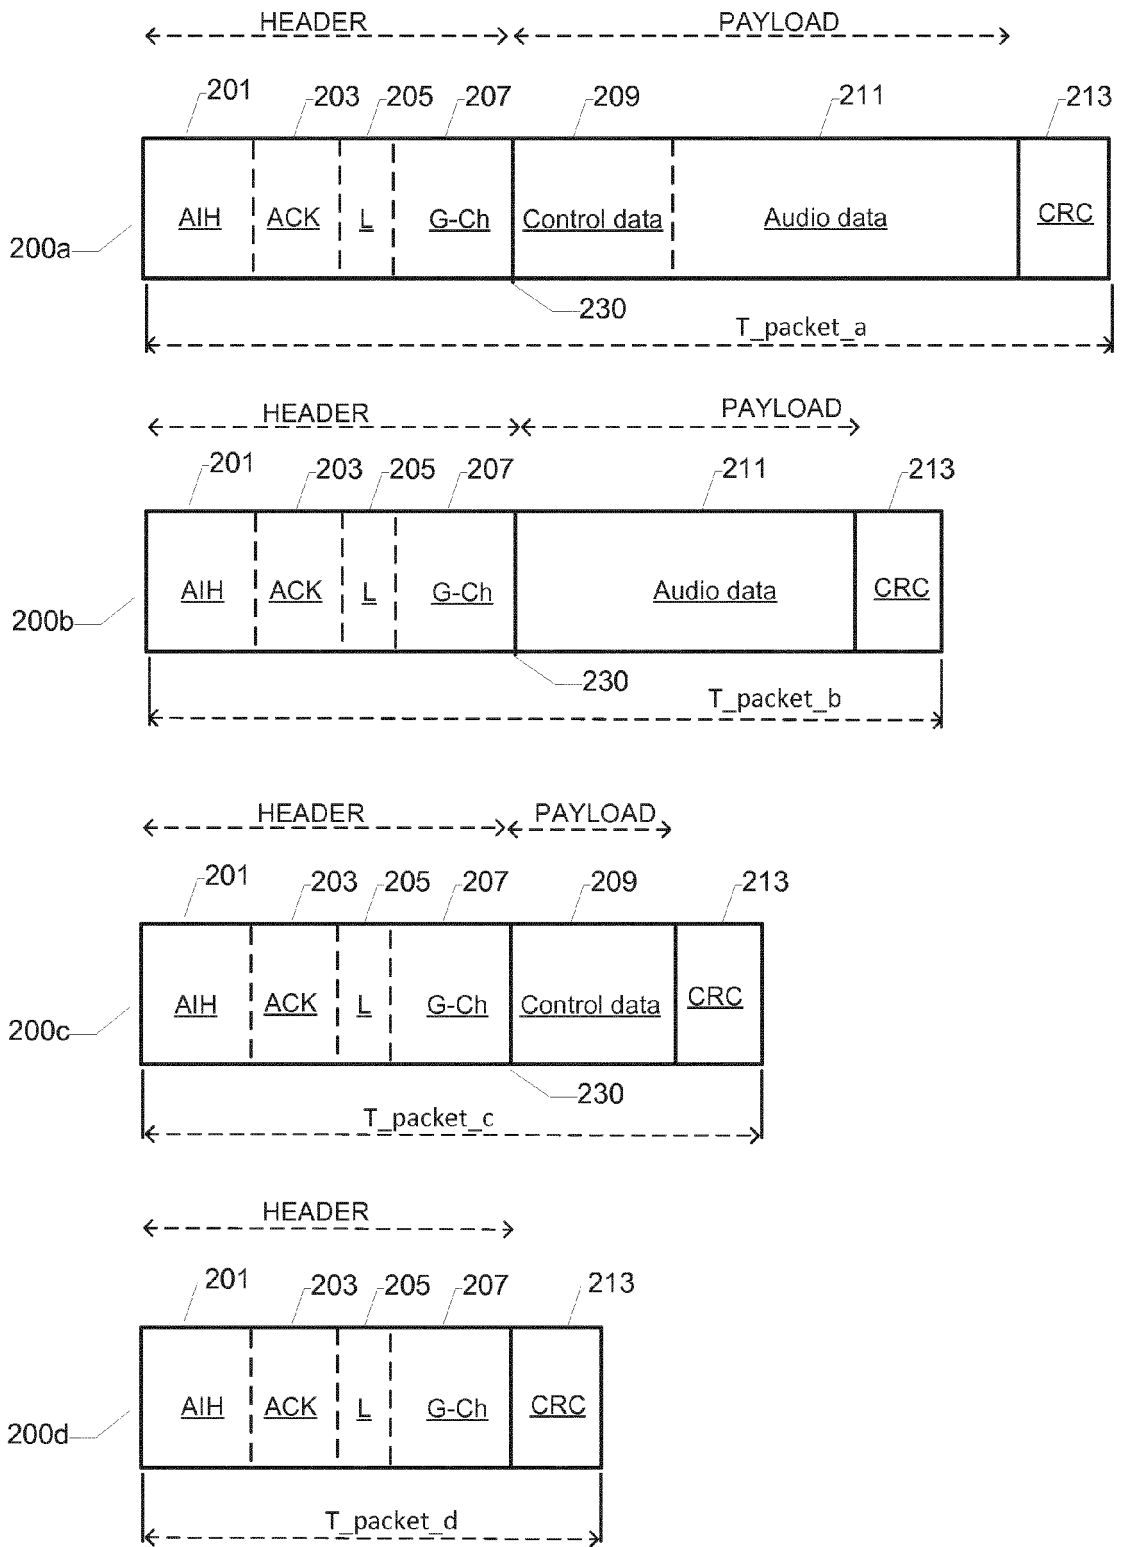 HEADER PAYLOAD
201 203 205 207 209 211 213
AIH ACK L G-Ch Control data Audio data CRC
200a
230
T_packet_a
HEADER PAYLOAD
201 203 205 207 211 213
AIH ACK L G-Ch Audio data CRC
200b
230
T_packet_b
HEADER PAYLOAD
201 203 205 207 209 213
AIH ACK L G-Ch Control data CRC
200c
230
T_packet_c
HEADER
201 203 205 207 213
AIH ACK L G-Ch CRC
200d
T_packet_d